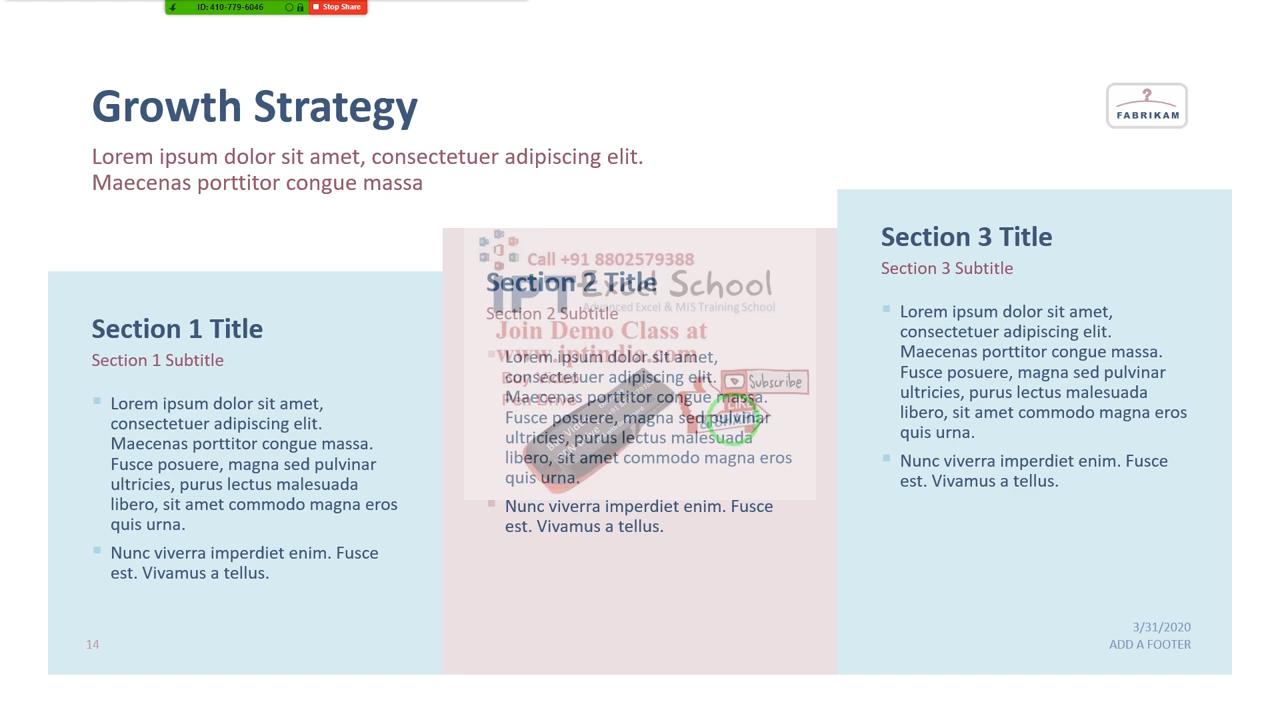 ID: 410-779-6046
Stop Share
Growth Strategy
Lorem ipsum dolor sit amet, consectetuer adipiscing elit.
Maecenas porttitor congue massa
FABRIKAM
Section 1 Title
Section 1 Subtitle
Lorem ipsum dolor sit amet,
consectetuer adipiscing elit.
Maecenas porttitor congue massa.
Fusce posuere, magna sed pulvinar
ultricies, purus lectus malesuada
libero, sit amet commodo magna eros
quis urna.
Nunc viverra imperdiet enim. Fusce
est. Vivamus a tellus.
14
Call +91 8802579388
Section 2 Title
IPT Excel School
Advanced Excel & MIS Training School
Section 2 Subtitle
Join Demo Class at
www.iptindia.com
Lorem ipsum dolor sit amet,
consectetuer adipiscing elit.
Maecenas porttitor congue massa.
Fusce posuere, magna sed pulvinar
ultricies, purus lectus malesuada
libero, sit amet commodo magna eros
quis urna.
Subscribe
Nunc viverra imperdiet enim. Fusce
est. Vivamus a tellus.
Section 3 Title
Section 3 Subtitle
Lorem ipsum dolor sit amet,
consectetuer adipiscing elit.
Maecenas porttitor congue massa.
Fusce posuere, magna sed pulvinar
ultricies, purus lectus malesuada
libero, sit amet commodo magna eros
quis urna.
Nunc viverra imperdiet enim. Fusce
est. Vivamus a tellus.
3/31/2020
ADD A FOOTER